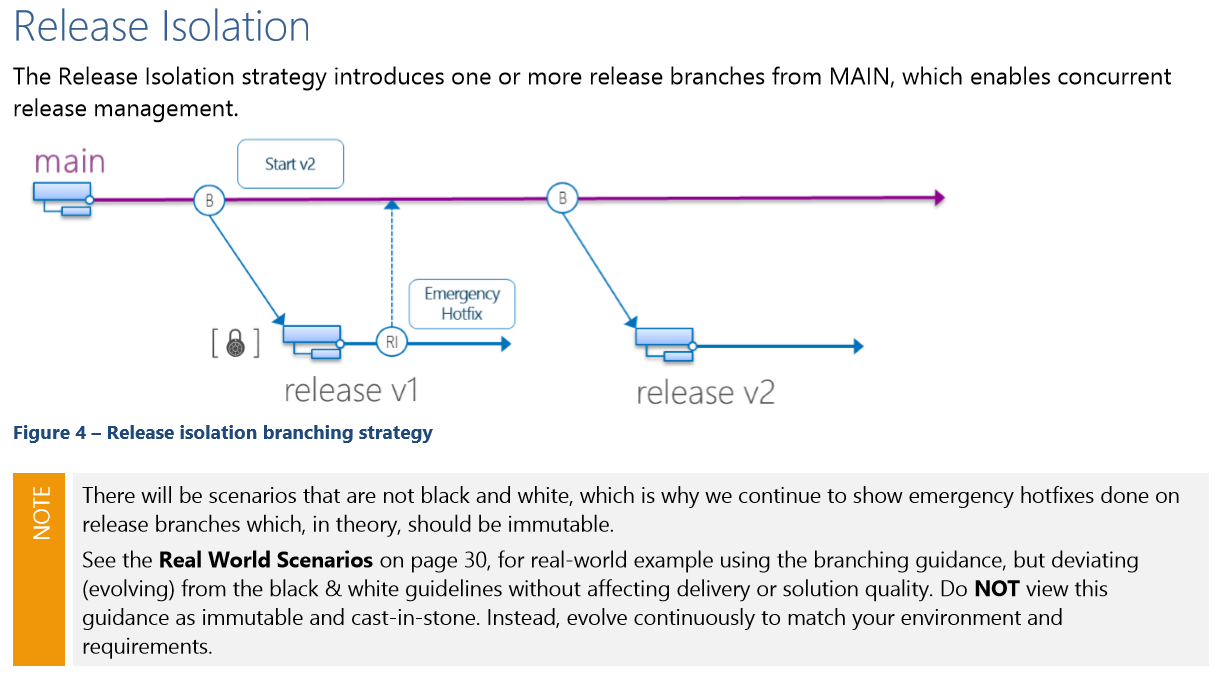 Release Isolation
The Release Isolation strategy introduces one or more release branches from MAIN, which enables concurrent
release management.
main
Start v2
B
B
Emergency
Hotfix
[ ]
RI
release v1
release v2
Figure 4 – Release isolation branching strategy
NOTE
There will be scenarios that are not black and white, which is why we continue to show emergency hotfixes done on
release branches which, in theory, should be immutable.
See the Real World Scenarios on page 30, for real-world example using the branching guidance, but deviating
(evolving) from the black & white guidelines without affecting delivery or solution quality. Do NOT view this
guidance as immutable and cast-in-stone. Instead, evolve continuously to match your environment and
requirements.